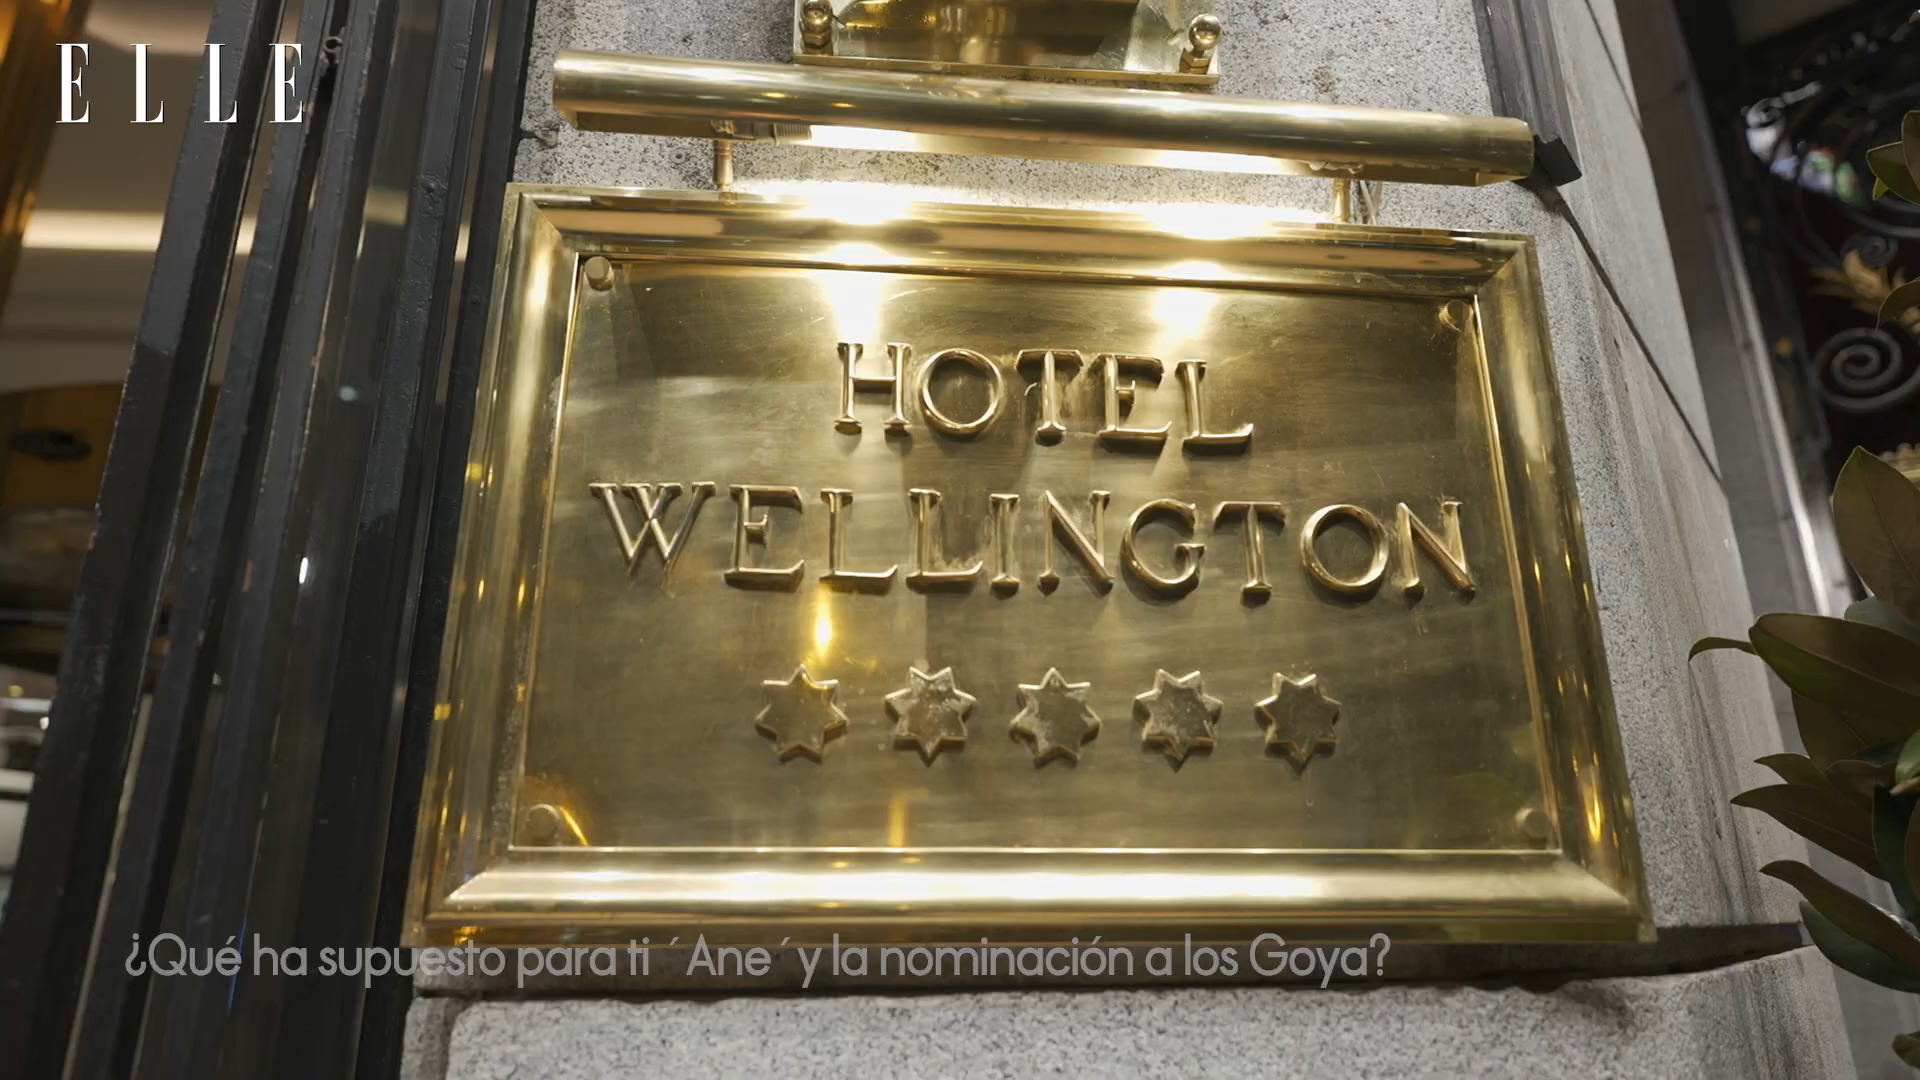 ELLE
HOTEL
WELLINGTON
¿Qué ha supuesto para ti ´Ane´ y la nominación a los Goya?